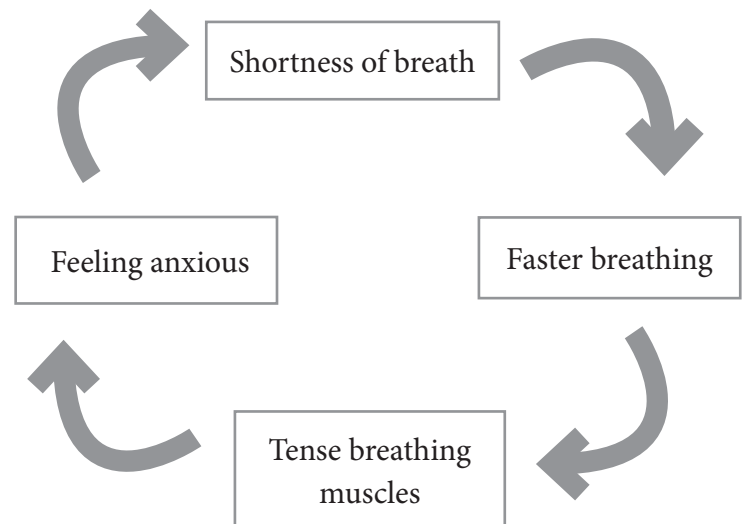 Shortness of breath
Feeling anxious
Faster breathing
Tense breathing
muscles